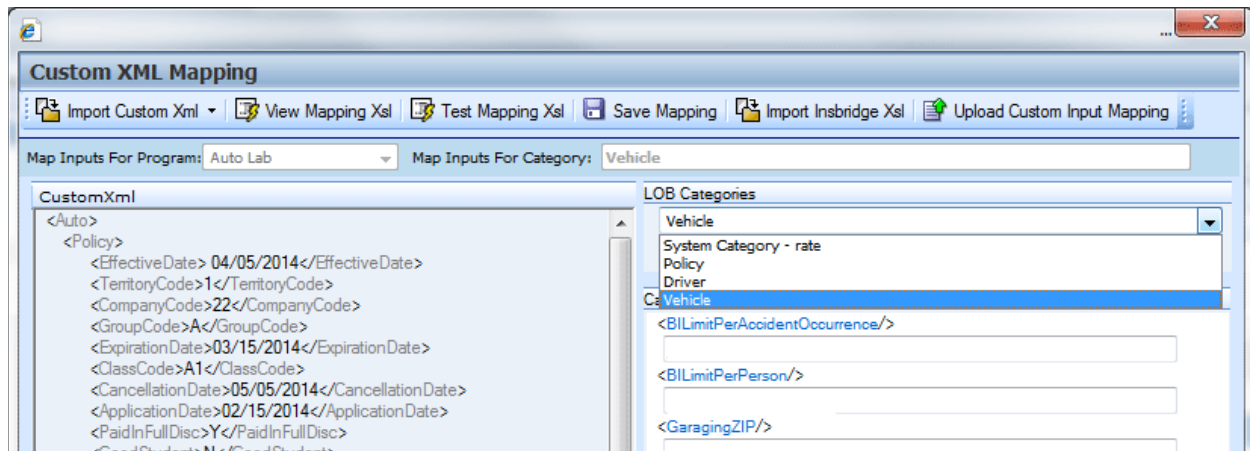 ...
X
Custom XML Mapping
Import Custom Xml View Mapping Xsl Test Mapping Xsl Save Mapping Import Insbridge Xsl Upload Custom Input Mapping
Map Inputs For Program: Auto Lab Map Inputs For Category: Vehicle
CustomXml
<Auto>
<Policy>
<EffectiveDate> 04/05/2014</EffectiveDate>
<TerritoryCode>1</TerritoryCode>
<CompanyCode>22</CompanyCode>
<GroupCode>A</GroupCode>
<ExpirationDate>03/15/2014</ExpirationDate>
<ClassCode>A1</ClassCode>
<CancellationDate>05/05/2014</CancellationDate>
<ApplicationDate>02/15/2014</ApplicationDate>
<PaidInFullDisc>Y</PaidInFullDisc>
<GoodStudent>N</GoodStudent>
LOB Categories
Vehicle
System Category - rate
Policy
Driver
Vehicle
<BILimitPerAccidentOccurrence/>
<BILimitPerPerson/>
<GaragingZIP/>